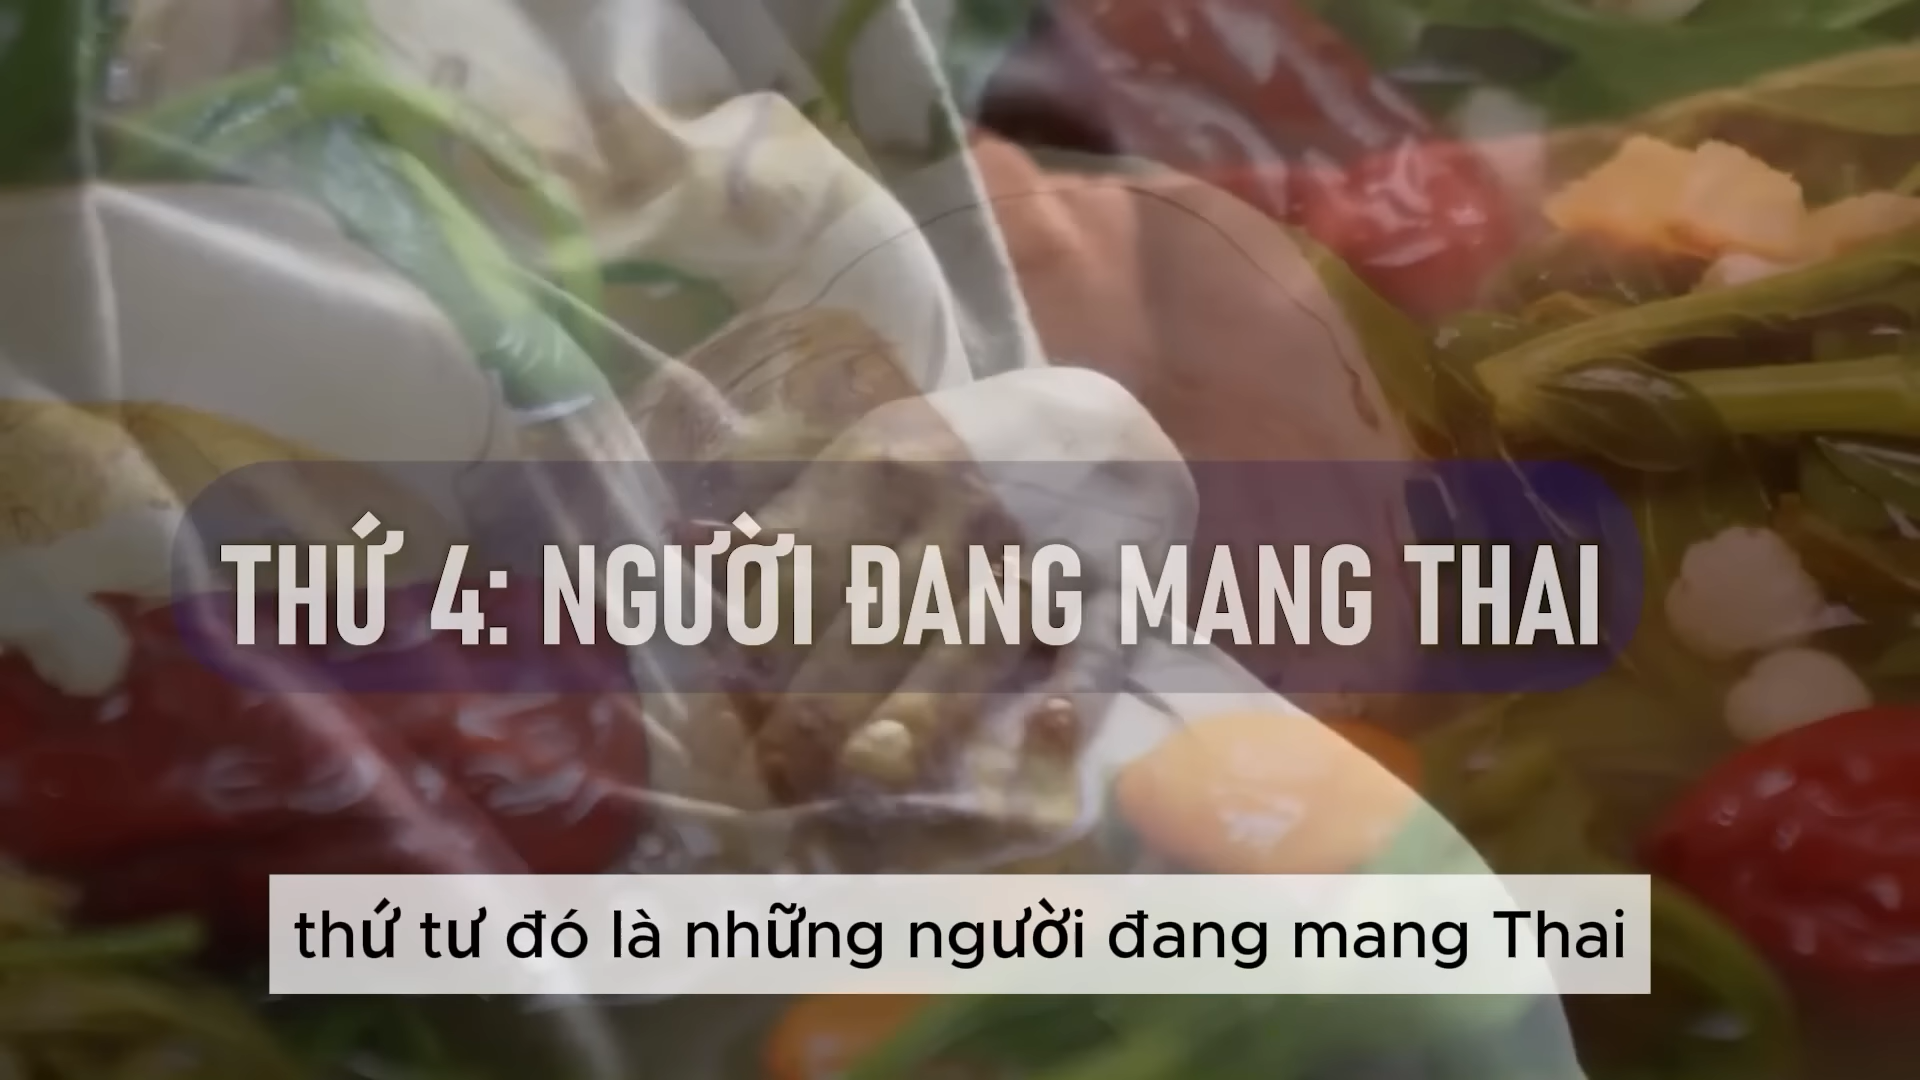 THỨ 4: NGƯỜI ĐANG MANG THAI
thứ tư đó là những người đang mang Thai